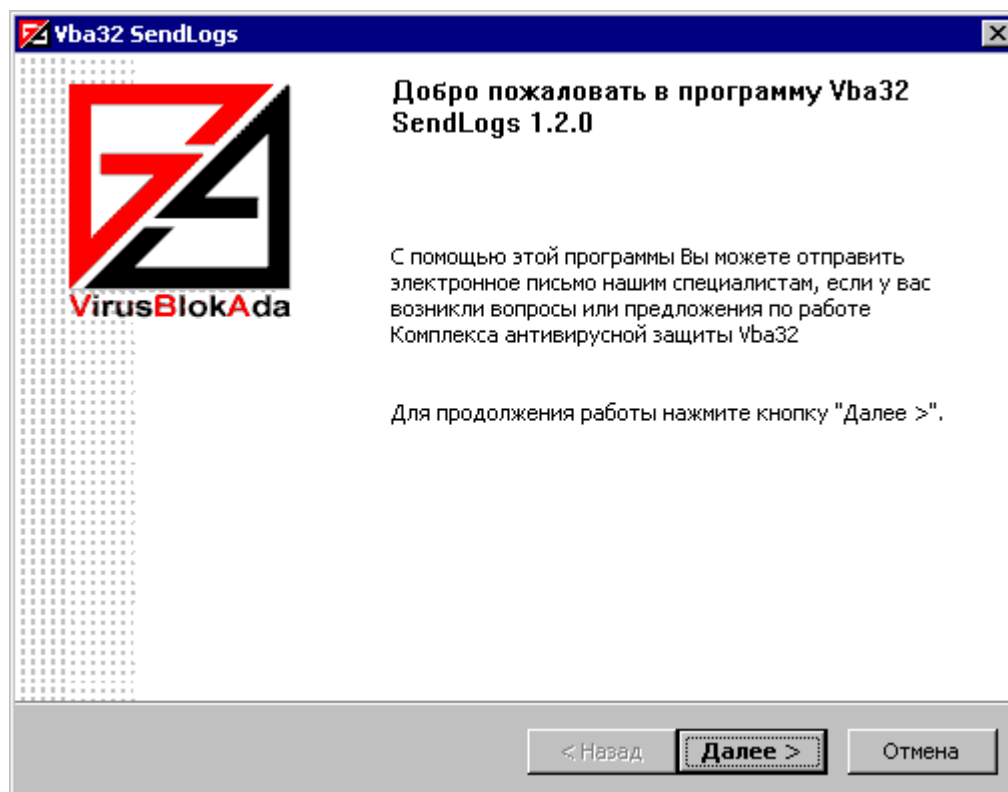 Vba32 SendLogs
VirusBlokAda
Добро пожаловать в программу Vba32
SendLogs 1.2.0
С помощью этой программы Вы можете отправить
электронное письмо нашим специалистам, если у вас
возникли вопросы или предложения по работе
Комплекса антивирусной защиты Vba32
Для продолжения работы нажмите кнопку "Далее >".
< Назад
Далее >
Отмена